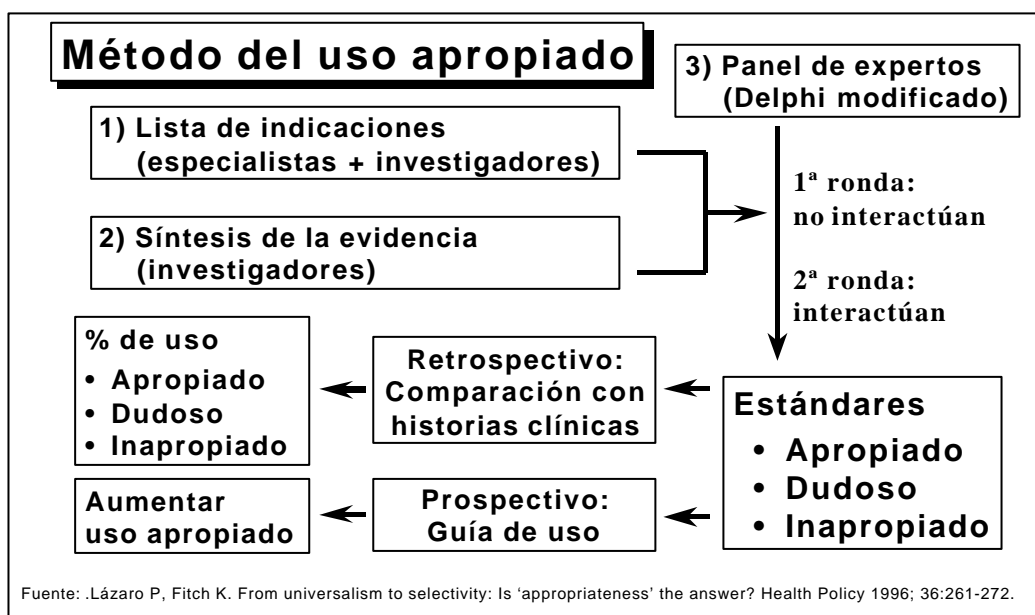 Método del uso apropiado
3) Panel de expertos
(Delphi modificado)
1) Lista de indicaciones
(especialistas + investigadores)
1ª ronda:
no interactúan
2) Síntesis de la evidencia
(investigadores)
2ª ronda:
interactúan
% de uso
• Apropiado
• Dudoso
• Inapropiado
Retrospectivo:
Comparación con
historias clínicas
Estándares
• Apropiado
• Dudoso
• Inapropiado
Aumentar
uso apropiado
Prospectivo:
Guía de uso
Fuente: .Lázaro P, Fitch K. From universalism to selectivity: Is ‘appropriateness’ the answer? Health Policy 1996; 36:261-272.